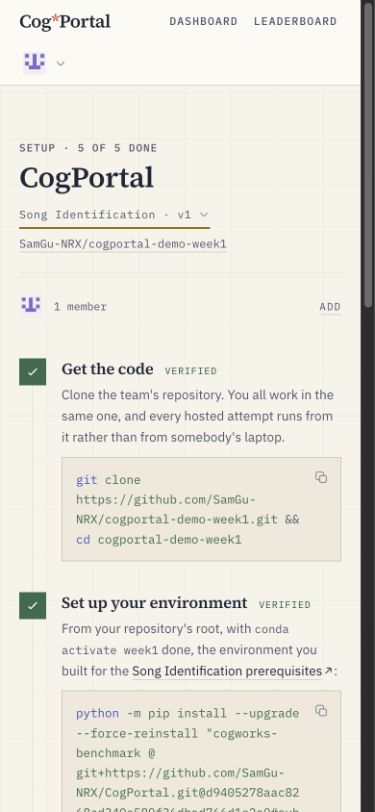 Cog*Portal
DASHBOARD LEADERBOARD
SETUP · 5 OF 5 DONE
CogPortal
Song Identification · v1
SamGu-NRX/cogportal-demo-week1
1 member
ADD
Get the code VERIFIED
Clone the team's repository. You all work in the
same one, and every hosted attempt runs from
it rather than from somebody's laptop.
git clone
https://github.com/SamGu-
NRX/cogportal-demo-week1.git &&
cd cogportal-demo-week1
Set up your environment VERIFIED
From your repository's root, with conda
activate week1 done, the environment you
built for the Song Identification prerequisites↗:
python -m pip install --upgrade
--force-reinstall "cogworks-
benchmark @
git+https://github.com/SamGu-
NRX/CogPortal.git@d9405278aac82